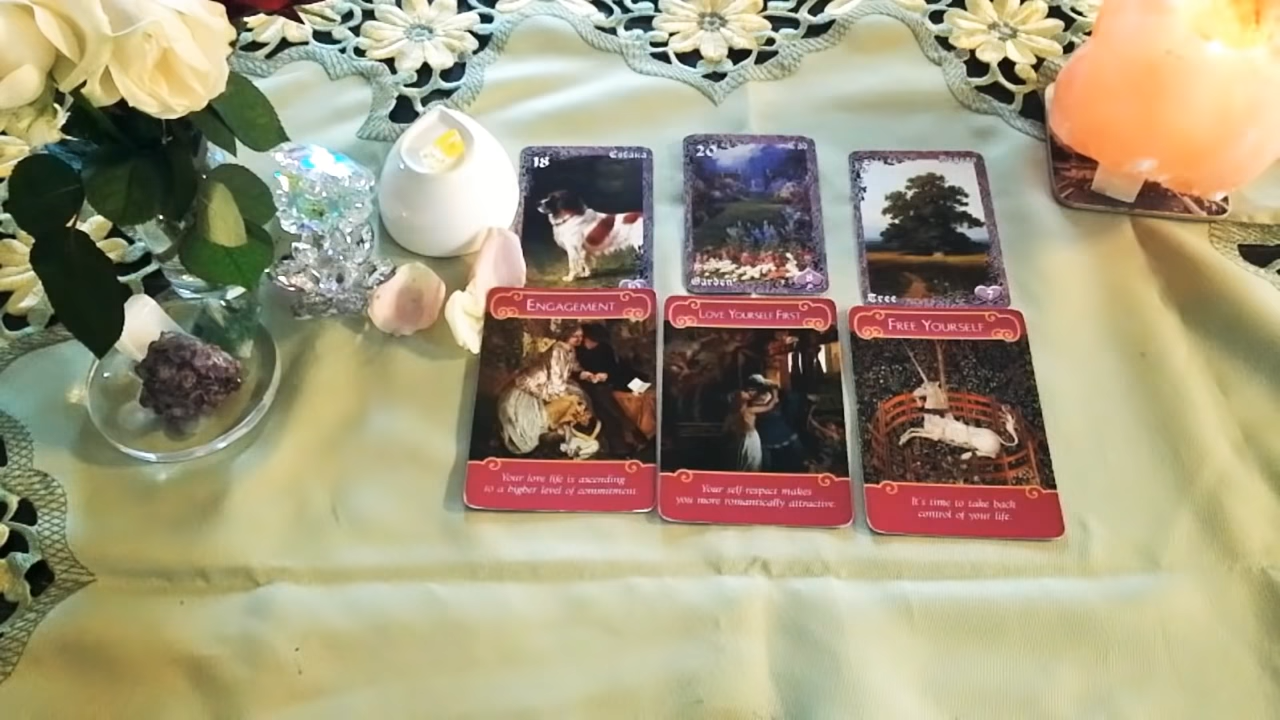 18
20
Garden
Tree
7
ENGAGEMENT
Your love life is ascending
to a higher level of commitment.
LOVE YOURSELF FIRST
Your self-respect makes
you more romantically attractive.
FREE YOURSELF
It's time to take back
control of your life.